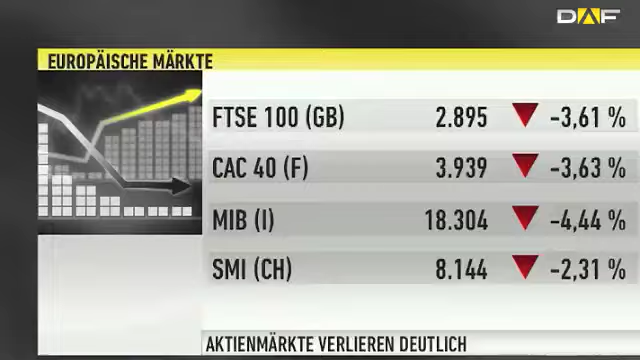 DAF
EUROPÄISCHE MÄRKTE
FTSE 100 (GB) 2.895 -3,61 %
CAC 40 (F) 3.939 -3,63 %
MIB (I) 18.304 -4,44 %
SMI (CH) 8.144 -2,31 %
AKTIENMÄRKTE VERLIEREN DEUTLICH